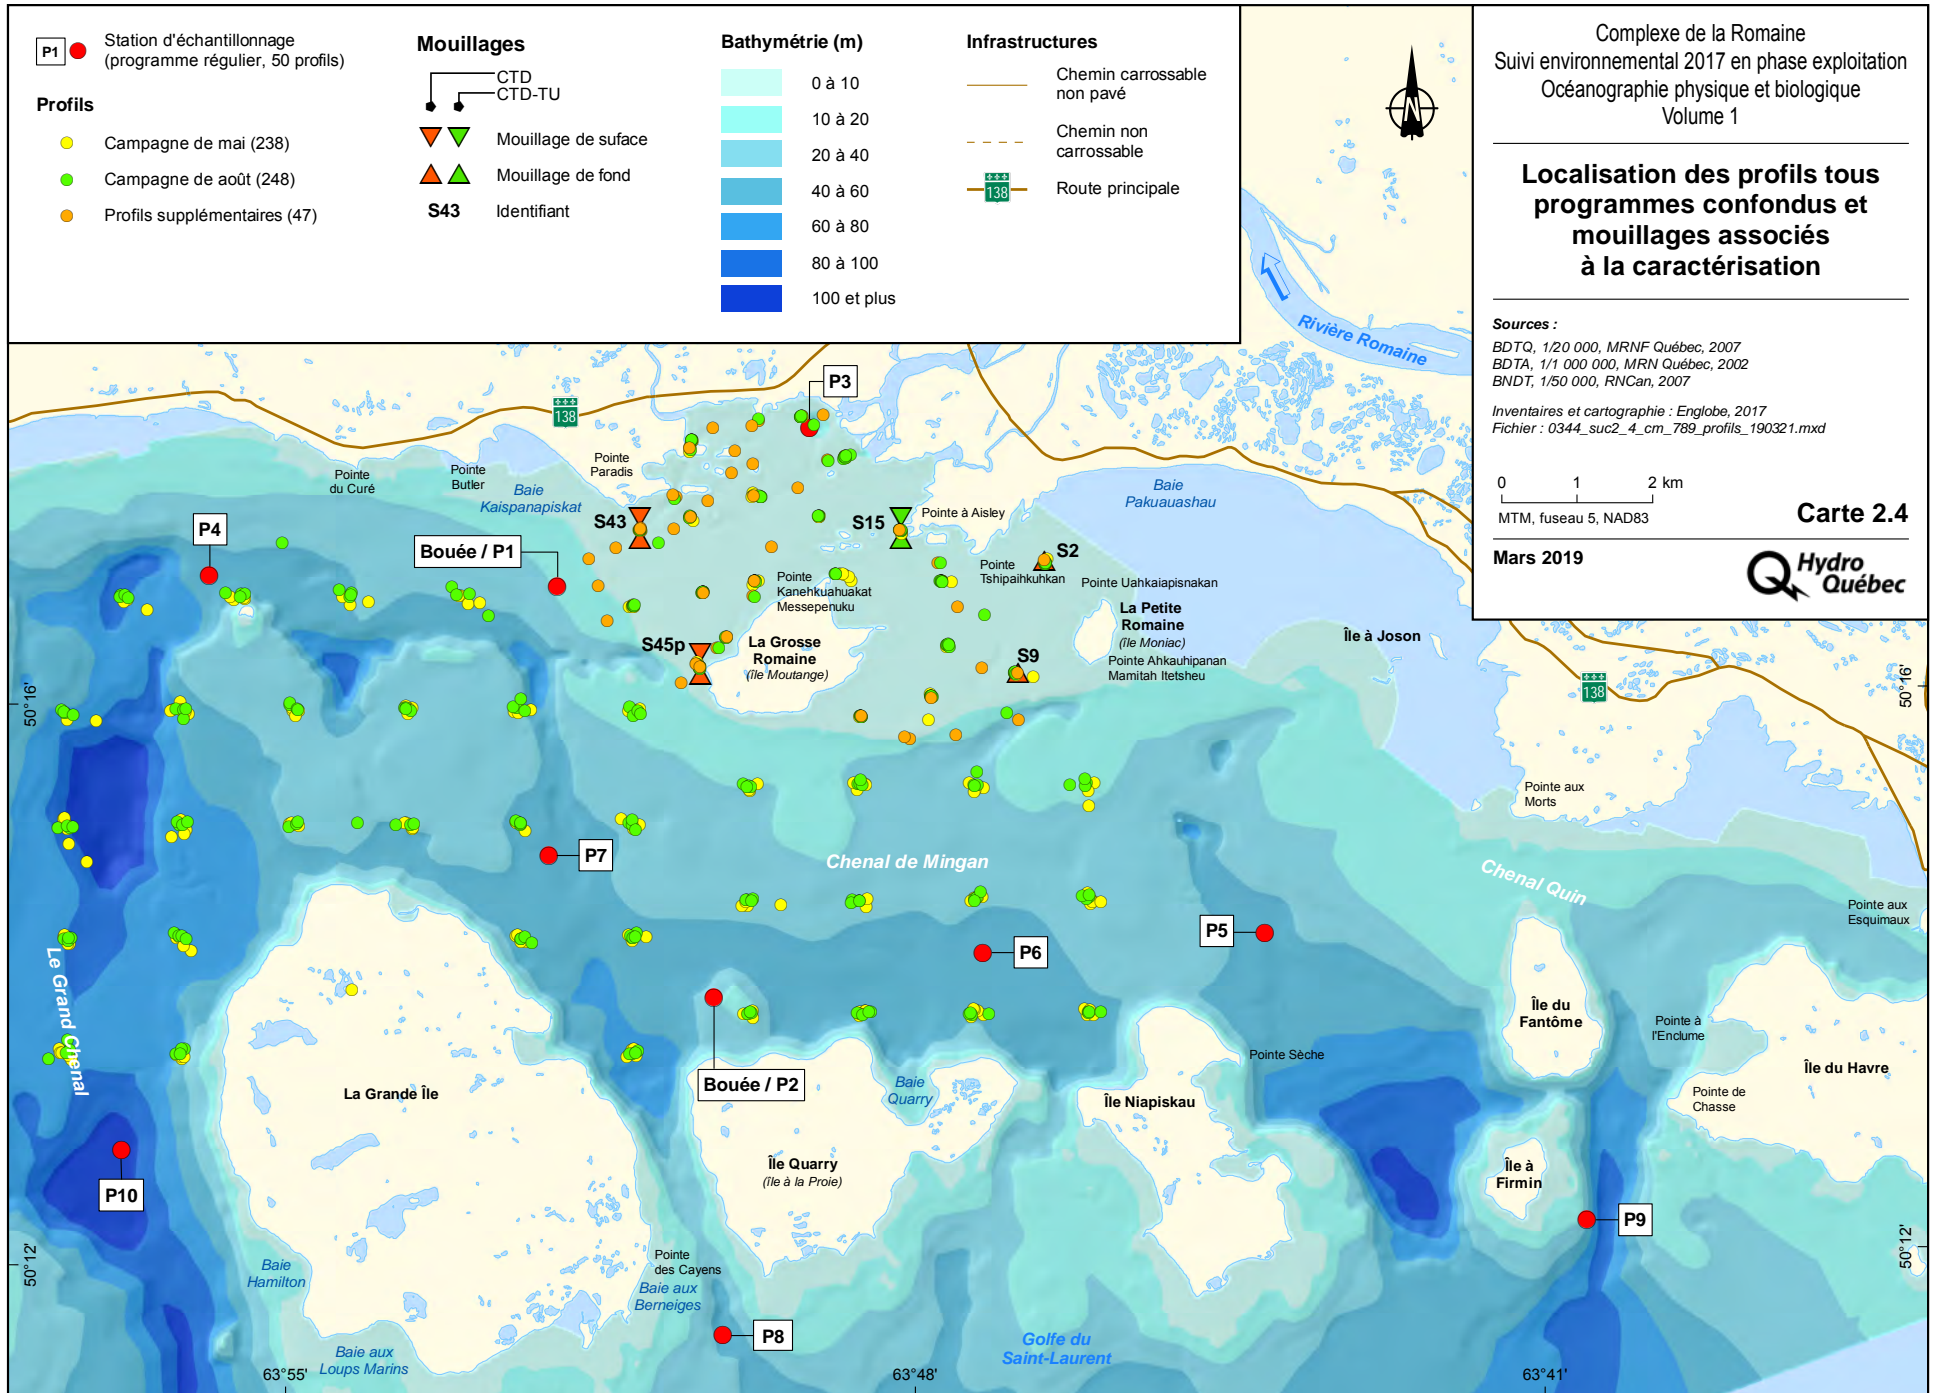 P1
Station d'échantillonnage
(programme régulier, 50 profils)
Profils
Campagne de mai (238)
Campagne de août (248)
Profils supplémentaires (47)
Mouillages
CTD
CTD-TU
Mouillage de suface
Mouillage de fond
S43
Identifiant
Bathymétrie (m)
0 à 10
10 à 20
20 à 40
40 à 60
60 à 80
80 à 100
100 et plus
Infrastructures
Chemin carrossable
non pavé
Chemin non
carrossable
138
Route principale
N
Complexe de la Romaine
Suivi environnemental 2017 en phase exploitation
Océanographie physique et biologique
Volume 1
Localisation des profils tous
programmes confondus et
mouillages associés
à la caractérisation
Sources :
BDTQ, 1/20 000, MRNF Québec, 2007
BDTA, 1/1 000 000, MRN Québec, 2002
BNDT, 1/50 000, RNCan, 2007
Inventaires et cartographie : Englobe, 2017
Fichier : 0344_suc2_4_cm_789_profils_190321.mxd
0 1 2 km
MTM, fuseau 5, NAD83
Carte 2.4
Mars 2019
Hydro
Québec
Rivière Romaine
P3
138
Pointe
du Curé
Pointe
Butler
Pointe
Paradis
Baie
Kaispanapiskat
Baie
Pakuauashau
S43
S15
Pointe à Aisley
P4
Bouée / P1
S2
Pointe
Tshipaihkuhkan
Pointe Uahkaiapisnakan
Pointe
Kanehkuahuakat
Messepenuku
La Petite
Romaine
(île Moniac)
S45p
La Grosse
Romaine
(île Moutange)
S9
Pointe Ahkauhipanan
Mamitah Itetsheu
Île à Joson
138
50°16'
50°16'
Pointe aux
Morts
P7
Chenal de Mingan
Chenal Quin
Pointe aux
Esquimaux
P5
P6
Le Grand Chenal
Île du
Fantôme
Pointe à
l'Enclume
Île du Havre
Pointe Sèche
Bouée / P2
Baie
Quarry
La Grande Île
Île Niapiskau
Pointe de
Chasse
Île Quarry
(île à la Proie)
Île à
Firmin
P10
P9
50°12'
50°12'
Baie
Hamilton
Pointe
des Cayens
Baie aux
Berneiges
P8
Golfe du
Saint-Laurent
Baie aux
Loups Marins
63°55'
63°48'
63°41'